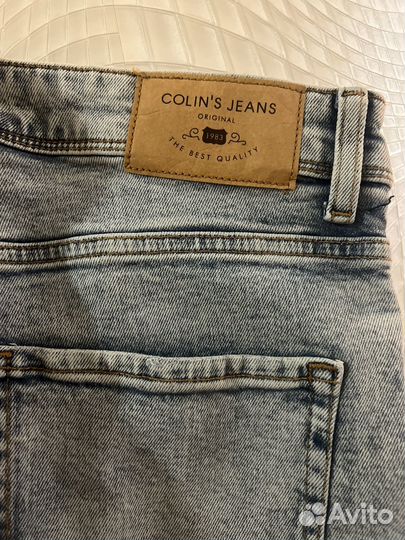 COLIN'S JEANS
ORIGINAL
1983
THE BEST QUALITY
Avito